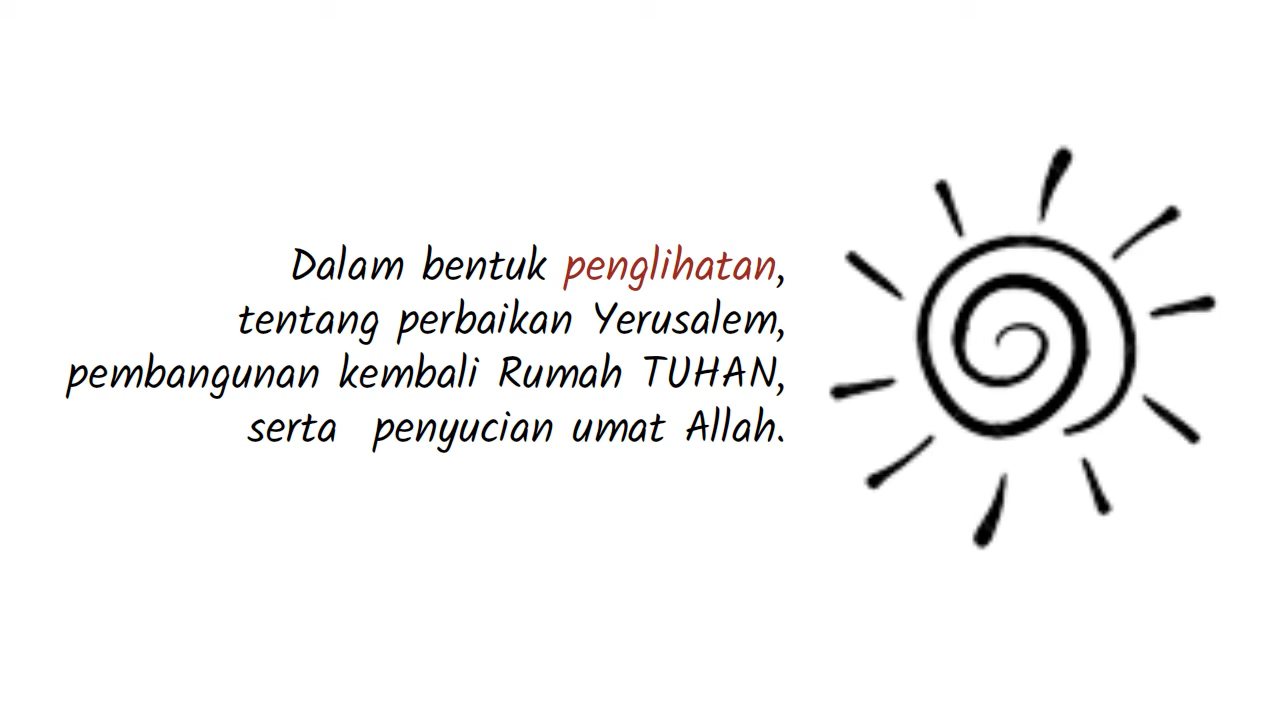 Dalam bentuk penglihatan,
tentang perbaikan Yerusalem,
pembangunan kembali Rumah TUHAN,
serta  penyucian umat Allah.